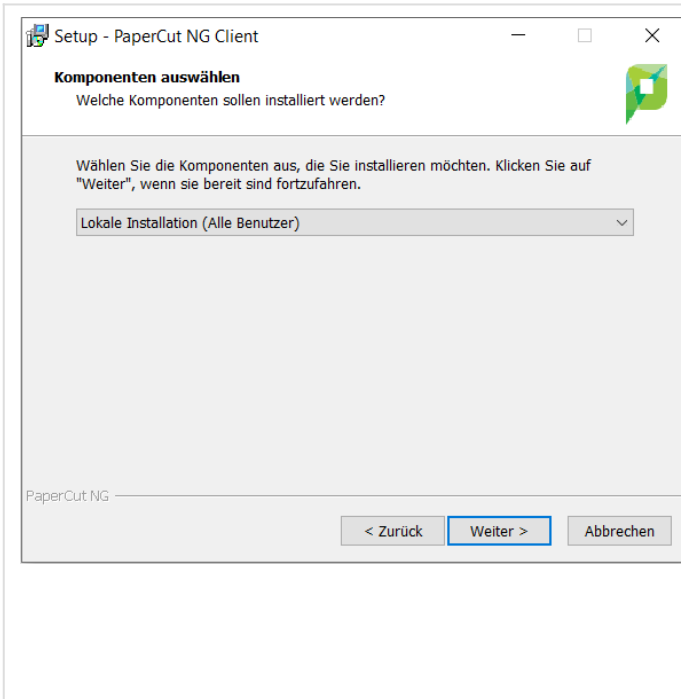 Setup - PaperCut NG Client
Komponenten auswählen
Welche Komponenten sollen installiert werden?
Wählen Sie die Komponenten aus, die Sie installieren möchten. Klicken Sie auf
"Weiter", wenn sie bereit sind fortzufahren.
Lokale Installation (Alle Benutzer)
PaperCut NG
< Zurück
Weiter >
Abbrechen